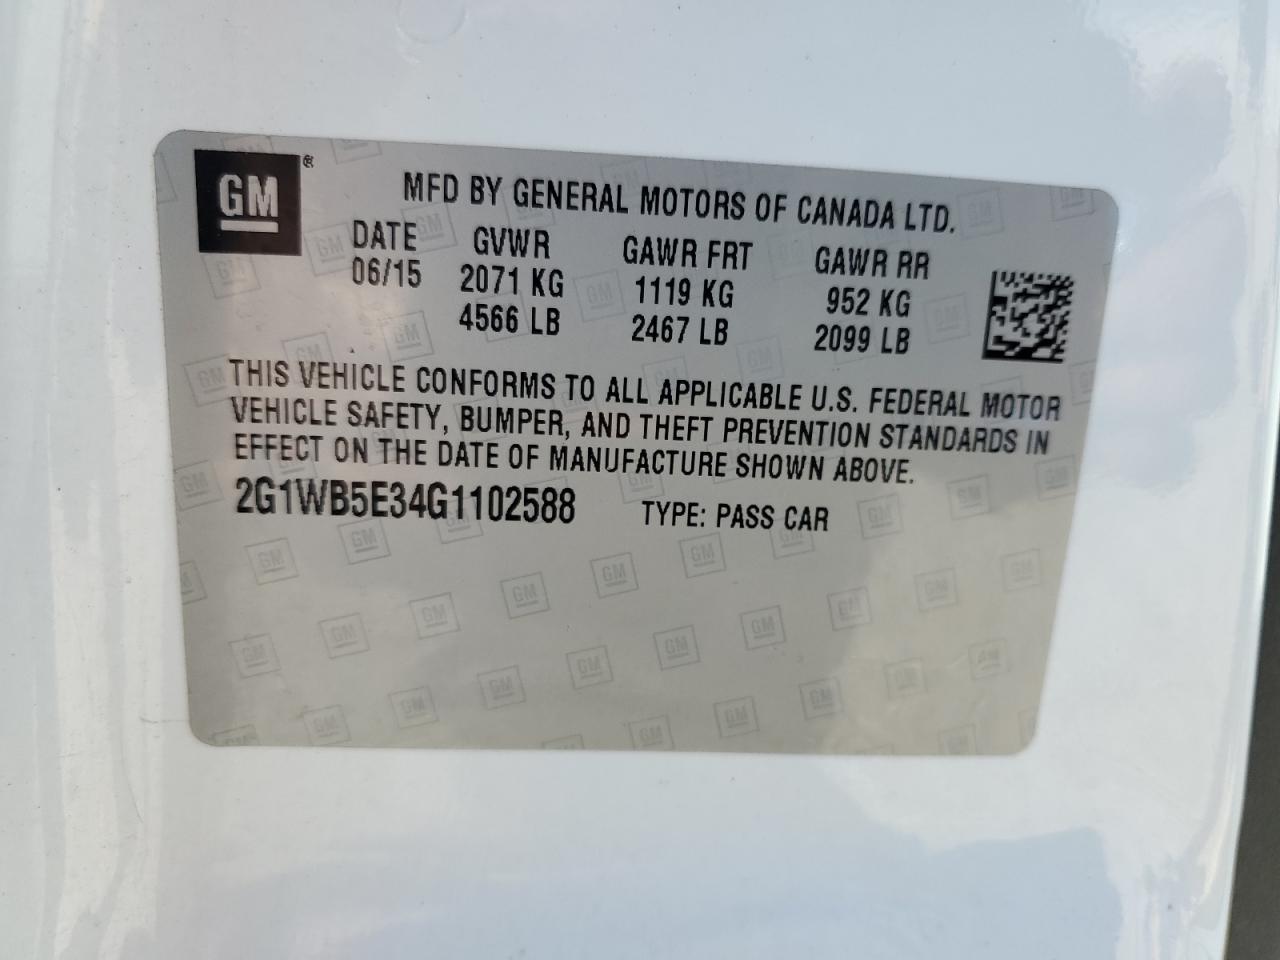 GM ®
MFD BY GENERAL MOTORS OF CANADA LTD.
DATE GVWR GAWR FRT GAWR RR
06/15 2071 KG 1119 KG 952 KG
4566 LB 2467 LB 2099 LB
THIS VEHICLE CONFORMS TO ALL APPLICABLE U.S. FEDERAL MOTOR
VEHICLE SAFETY, BUMPER, AND THEFT PREVENTION STANDARDS IN
EFFECT ON THE DATE OF MANUFACTURE SHOWN ABOVE.
2G1WB5E34G1102588 TYPE: PASS CAR